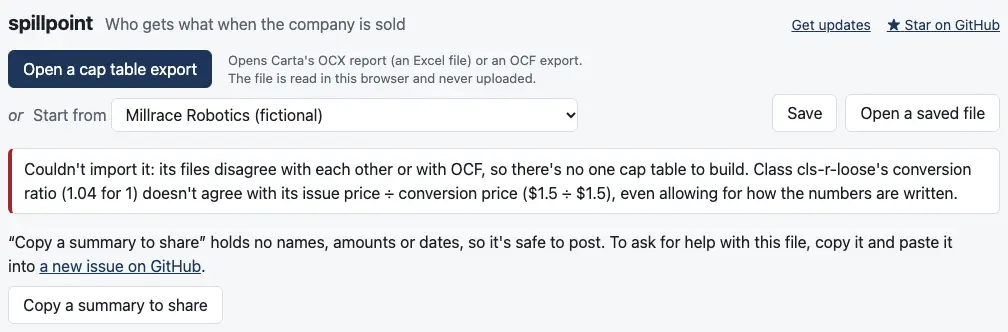 spillpoint Who gets what when the company is sold
Get updates ★ Star on GitHub
Open a cap table export
Opens Carta's OCX report (an Excel file) or an OCF export.
The file is read in this browser and never uploaded.
or Start from Millrace Robotics (fictional)
Save Open a saved file
Couldn't import it: its files disagree with each other or with OCF, so there's no one cap table to build. Class cls-r-loose's conversion
ratio (1.04 for 1) doesn't agree with its issue price ÷ conversion price ($1.5 ÷ $1.5), even allowing for how the numbers are written.
“Copy a summary to share” holds no names, amounts or dates, so it's safe to post. To ask for help with this file, copy it and paste it
into a new issue on GitHub.
Copy a summary to share